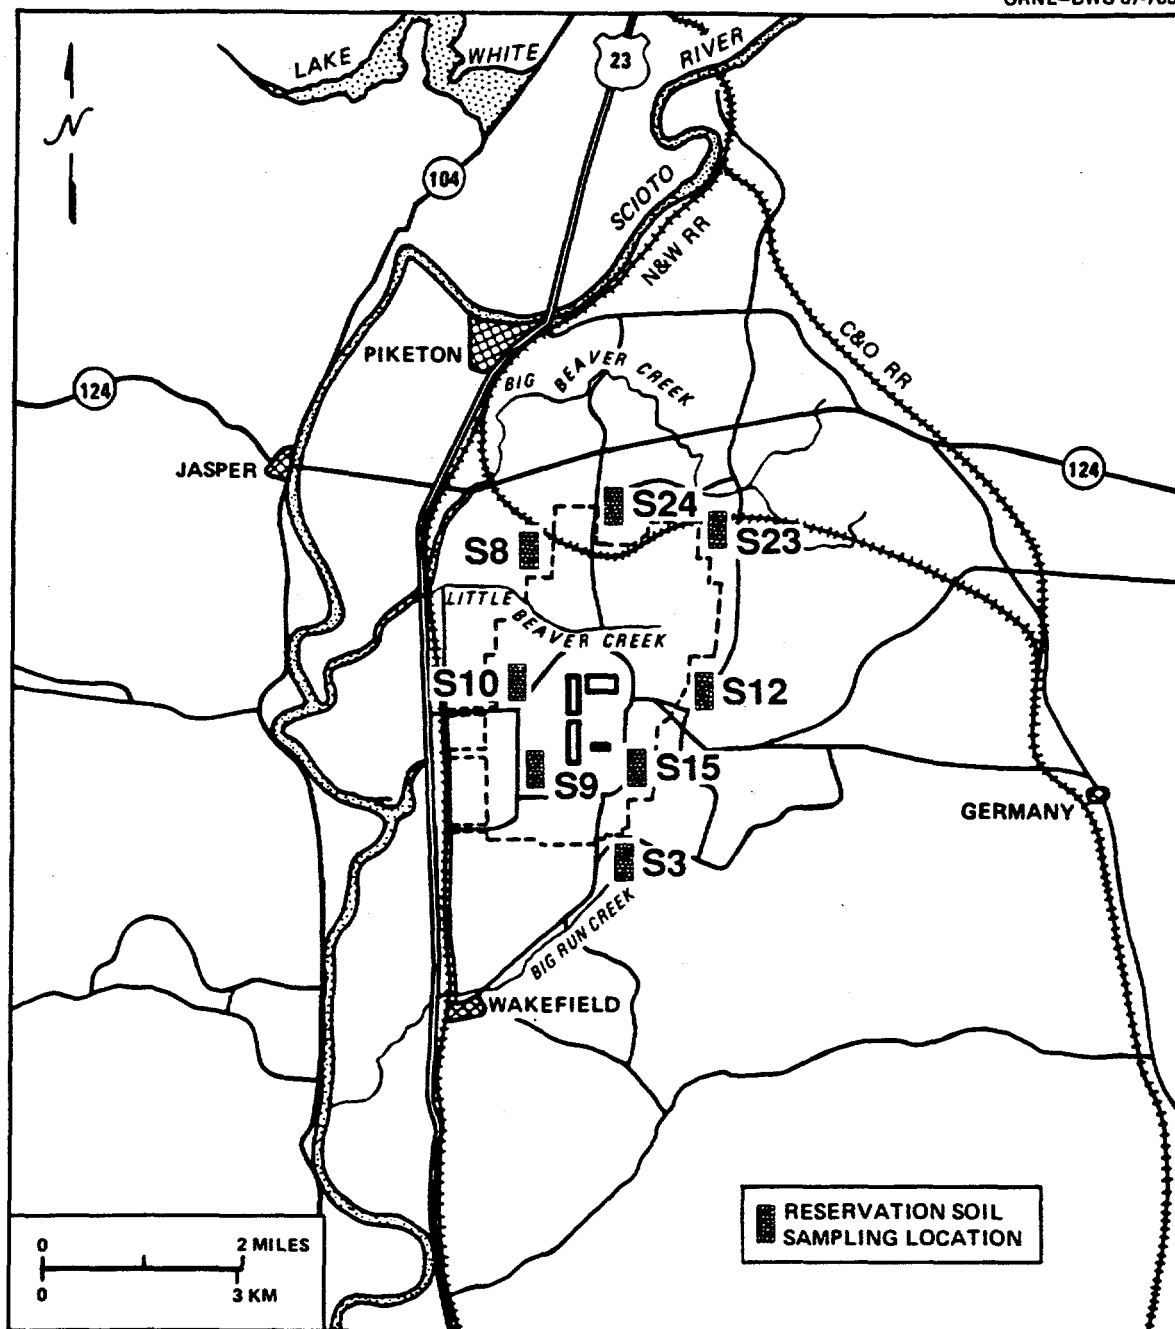 LAKE WHITE
23
RIVER
N
104
SCIOTO
N&W RR
C&O RR
PIKETON
BIG BEAVER CREEK
124
JASPER
124
S24
S23
S8
LITTLE BEAVER CREEK
S10
S12
S9
S15
GERMANY
S3
BIG RUN CREEK
WAKEFIELD
RESERVATION SOIL
SAMPLING LOCATION
0 2 MILES
0 3 KM